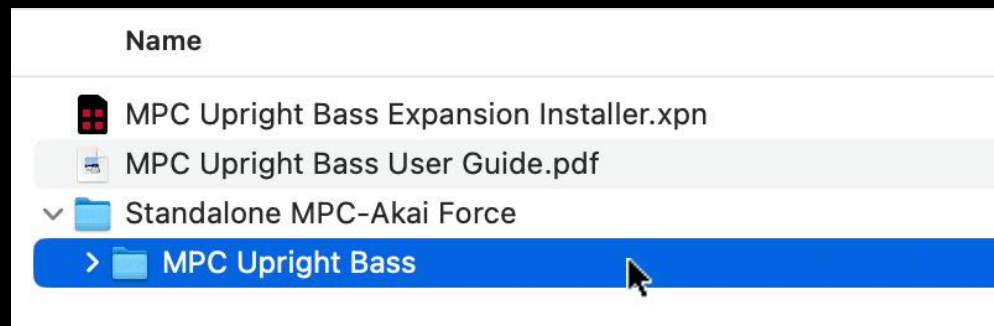 Name
MPC Upright Bass Expansion Installer.xpn
MPC Upright Bass User Guide.pdf
Standalone MPC-Akai Force
MPC Upright Bass